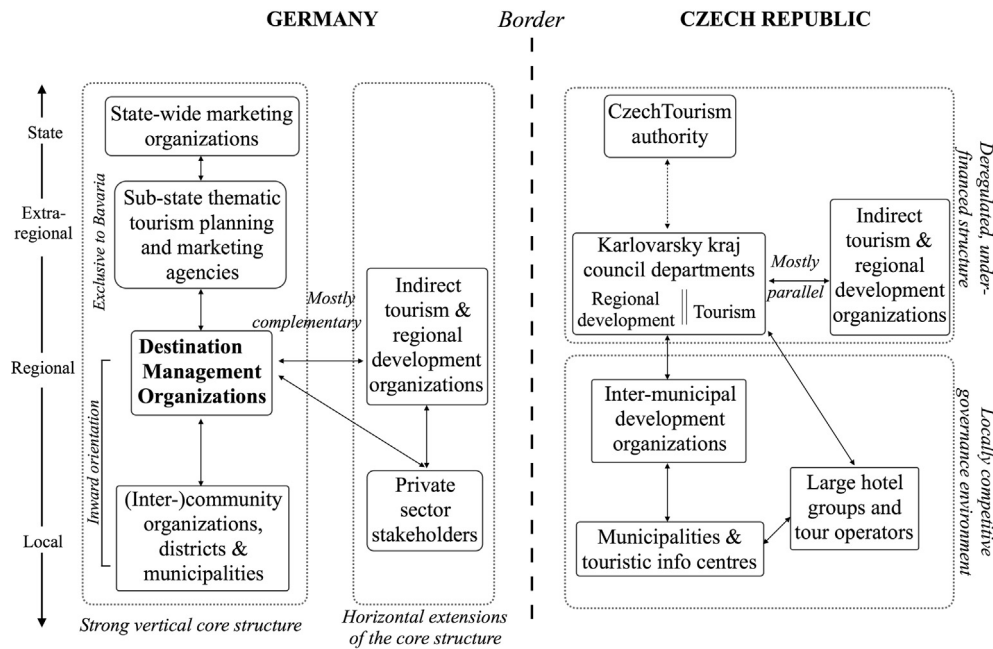 GERMANY
Border
CZECH REPUBLIC
State
Extra-
regional
Regional
Local
Exclusive to Bavaria
Inward orientation
State-wide marketing
organizations
Sub-state thematic
tourism planning
and marketing
agencies
Destination
Management
Organizations
(Inter-)community
organizations,
districts &
municipalities
Strong vertical core structure
Mostly
complementary
Indirect
tourism &
regional
development
organizations
Private
sector
stakeholders
Horizontal extensions
of the core structure
CzechTourism
authority
Karlovarsky kraj
council departments
Regional
development
Tourism
Mostly
parallel
Indirect
tourism &
regional
development
organizations
Deregulated, under-
financed structure
Inter-municipal
development
organizations
Municipalities &
touristic info centres
Large hotel
groups and
tour operators
Locally competitive
governance environment